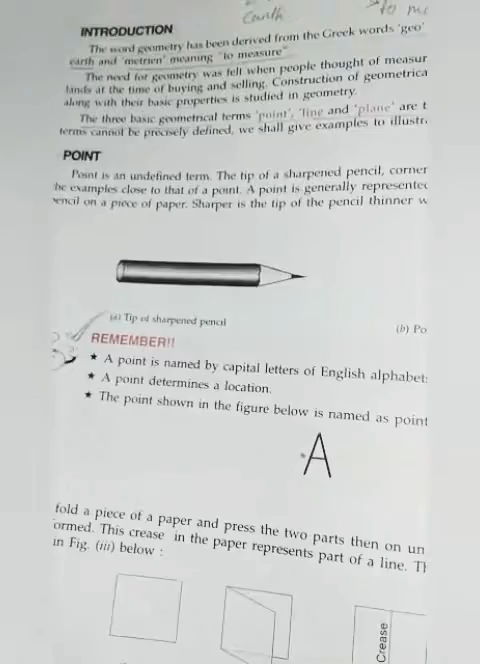 earth
to me
INTRODUCTION
The word geometry has been derived from the Greek words 'geo'
earth and 'metrien' meaning "to measure"
The need for geometry was felt when people thought of measur
lands at the time of buying and selling. Construction of geometrica
along with their basic properties is studied in geometry.
The three basic geometrical terms 'point', 'line and 'plane' are t
terms cannot be precisely defined, we shall give examples to illustr
POINT
Point is an undefined term. The tip of a sharpened pencil, corner
be examples close to that of a point. A point is generally represented
pencil on a piece of paper. Sharper is the tip of the pencil thinner w
(a) Tip of sharpened pencil
(b) Po
REMEMBER!!
★ A point is named by capital letters of English alphabet
★ A point determines a location.
★ The point shown in the figure below is named as point
A
fold a piece of a paper and press the two parts then on un
ormed. This crease in the paper represents part of a line. Th
in Fig. (iii) below :
Crease